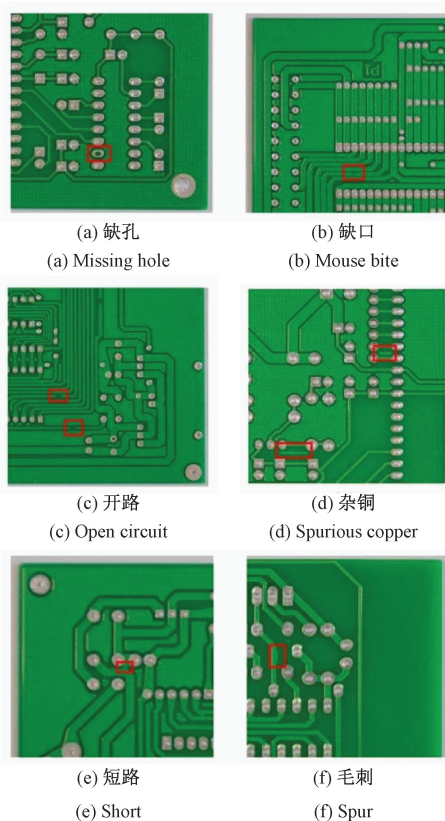 (a) 缺孔
(a) Missing hole
(b) 缺口
(b) Mouse bite
(c) 开路
(c) Open circuit
(d) 杂铜
(d) Spurious copper
(e) 短路
(e) Short
(f) 毛刺
(f) Spur